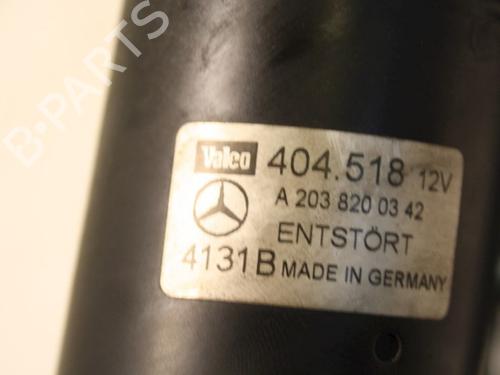 B-PARTS
Valeo 404.518 12V
A 203 820 03 42
ENTSTÖRT
4131B MADE IN GERMANY